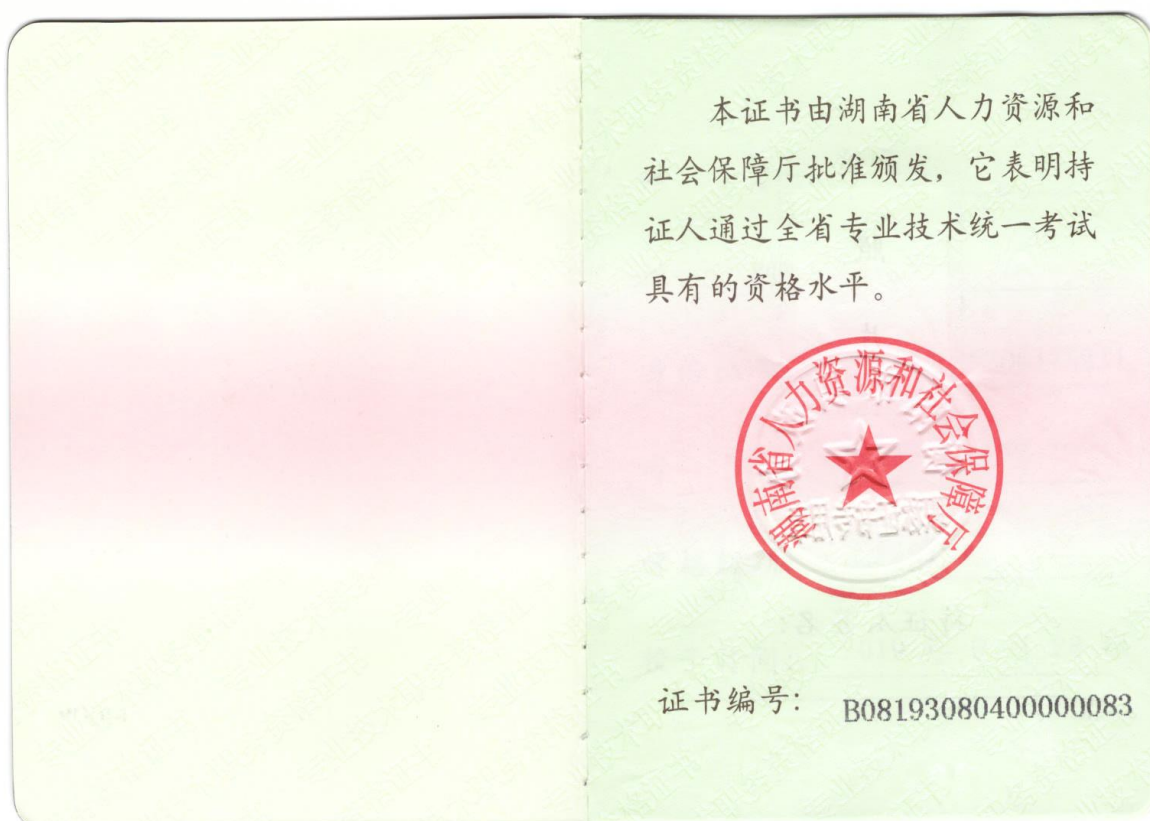 本证书由湖南省人力资源和
社会保障厅批准颁发，它表明持
证人通过全省专业技术统一考试
具有的资格水平。
湖南省人力资源和社会保障厅
证书编号：B08193080400000083